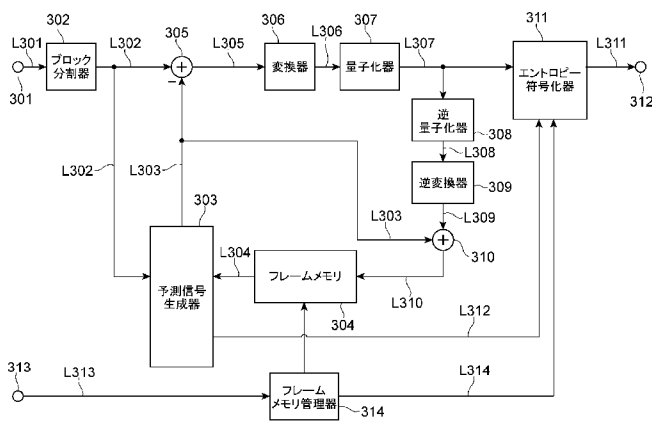 302
306
307
311
L301
L302
305
L305
L306
L307
L311
ブロック
分割器
変換器
量子化器
エントロピー
符号化器
301
312
逆
量子化器
308
L308
L302
L303
逆変換器
309
303
L303
L309
310
予測信号
生成器
L304
フレームメモリ
304
L310
L312
313
L313
フレーム
メモリ管理器
314
L314